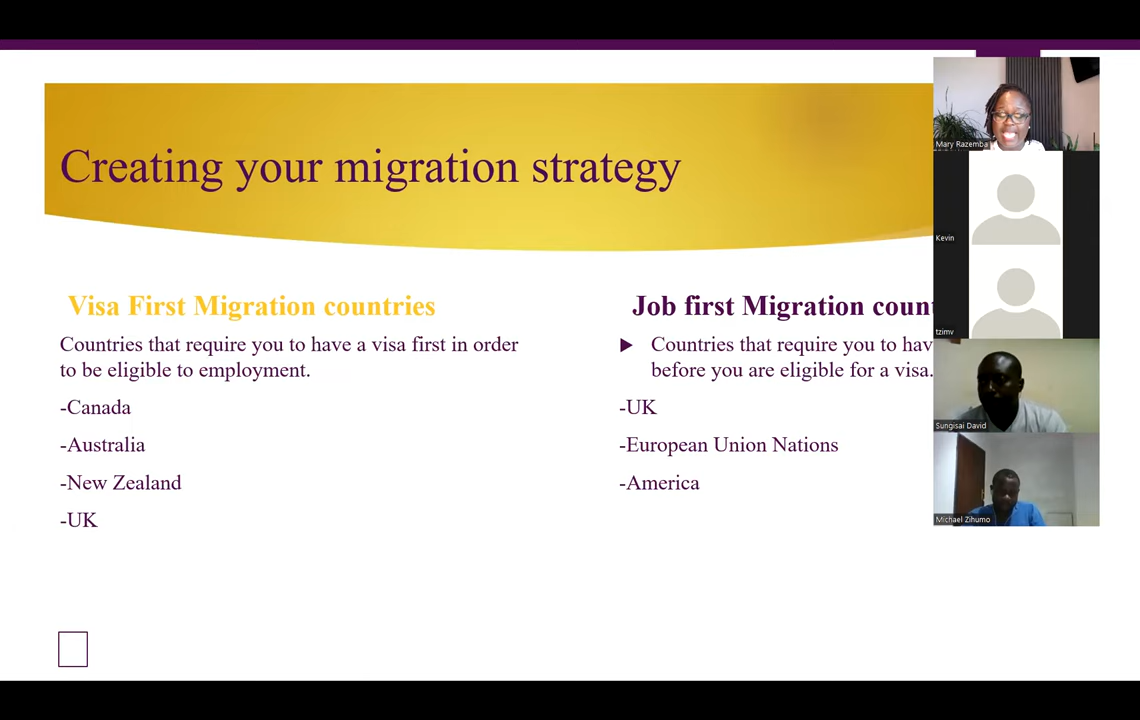 Creating your migration strategy
Visa First Migration countries
Countries that require you to have a visa first in order
to be eligible to employment.
-Canada
-Australia
-New Zealand
-UK
Job first Migration
Countries that require you to
before you are eligible for a visa.
-UK
-European Union Nations
-America
Mary Razemba
Kevin
tzimv
Sungisai David
Michael Zihumo